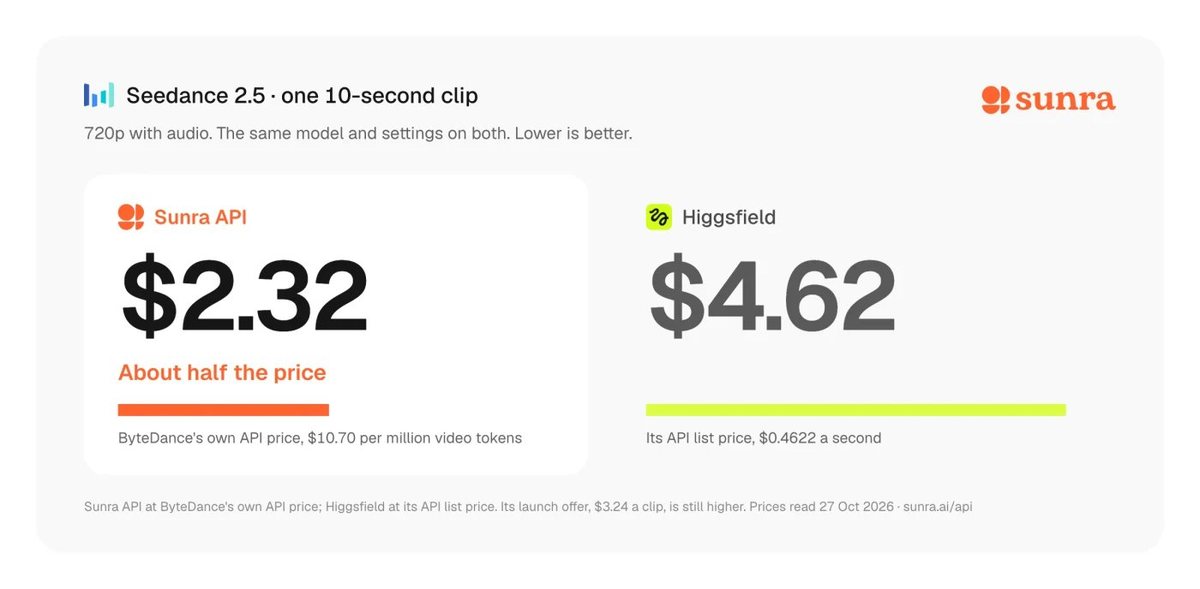 Seedance 2.5 · one 10-second clip
sunra
720p with audio. The same model and settings on both. Lower is better.
Sunra API
$2.32
About half the price
ByteDance's own API price, $10.70 per million video tokens
Higgsfield
$4.62
Its API list price, $0.4622 a second
Sunra API at ByteDance's own API price; Higgsfield at its API list price. Its launch offer, $3.24 a clip, is still higher. Prices read 27 Oct 2026 · sunra.ai/api